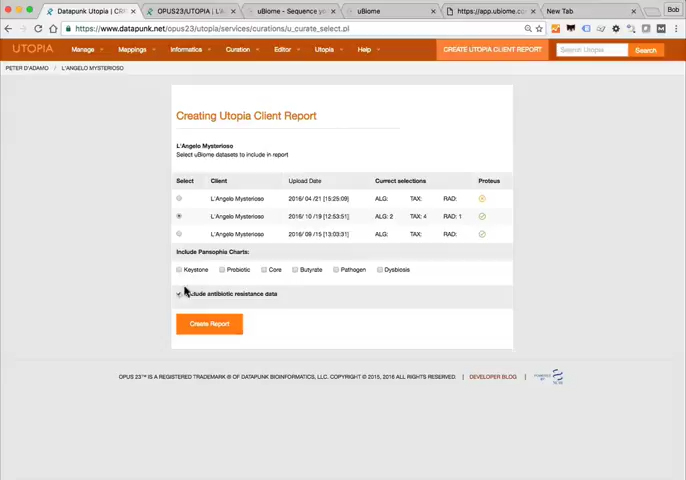 Datapunk Utopia | CR
OPUS23/UTOPIA | L'A
uBiome - Sequence yo
uBiome
https://app.ubiome.co
New Tab
Bob
https://www.datapunk.net/opus23/utopia/services/curations/u_curate_select.pl
UTOPIA
Manage
Mappings
Informatics
Curation
Editor
Utopia
Help
CREATE UTOPIA CLIENT REPORT
Search Utopia
Search
PETER D'ADAMO / L'ANGELO MYSTERIOSO
Creating Utopia Client Report
L'Angelo Mysterioso
Select uBiome datasets to include in report
Select Client Upload Date Currect selections Proteus
L'Angelo Mysterioso 2016/ 04 /21 [15:25:09] ALG: TAX: RAD:
L'Angelo Mysterioso 2016/ 10 /19 [12:53:51] ALG: 2 TAX: 4 RAD: 1
L'Angelo Mysterioso 2016/ 09 /15 [13:03:31] ALG: TAX: RAD:
Include Pansophia Charts:
Keystone Probiotic Core Butyrate Pathogen Dysbiosis
Include antibiotic resistance data
Create Report
OPUS 23™ IS A REGISTERED TRADEMARK ® OF DATAPUNK BIOINFORMATICS, LLC. COPYRIGHT © 2015, 2016 ALL RIGHTS RESERVED. | DEVELOPER BLOG | POWERED BY